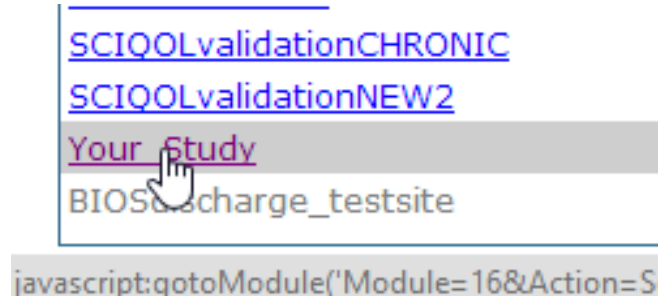 SCIQOLvalidationCHRONIC
SCIQOLvalidationNEW2
Your_Study
BIOSdischarge_testsite
javascript:gotoModule('Module=16&Action=S